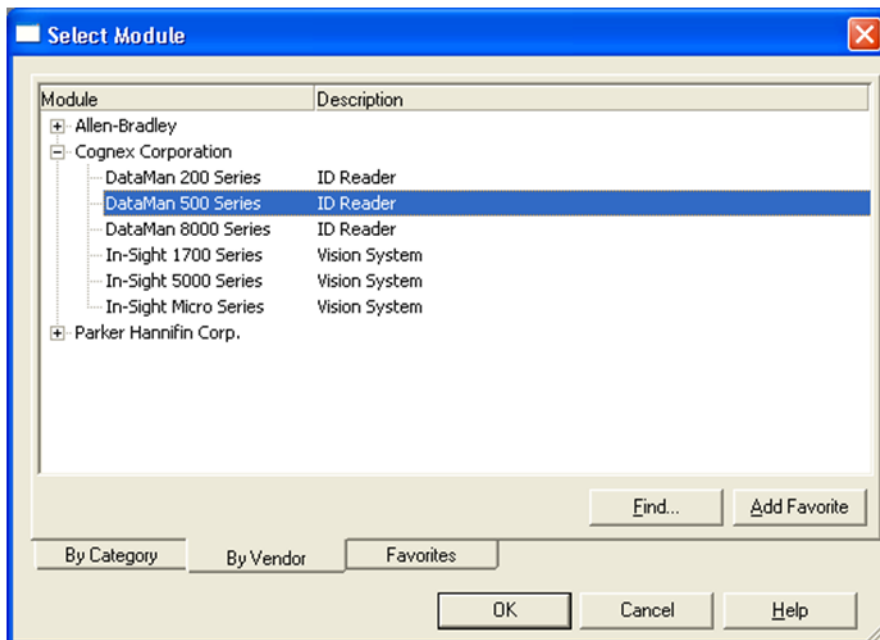 Select Module
Module Description
Allen-Bradley
Cognex Corporation
DataMan 200 Series ID Reader
DataMan 500 Series ID Reader
DataMan 8000 Series ID Reader
In-Sight 1700 Series Vision System
In-Sight 5000 Series Vision System
In-Sight Micro Series Vision System
Parker Hannifin Corp.
Find... Add Favorite
By Category By Vendor Favorites
OK Cancel Help